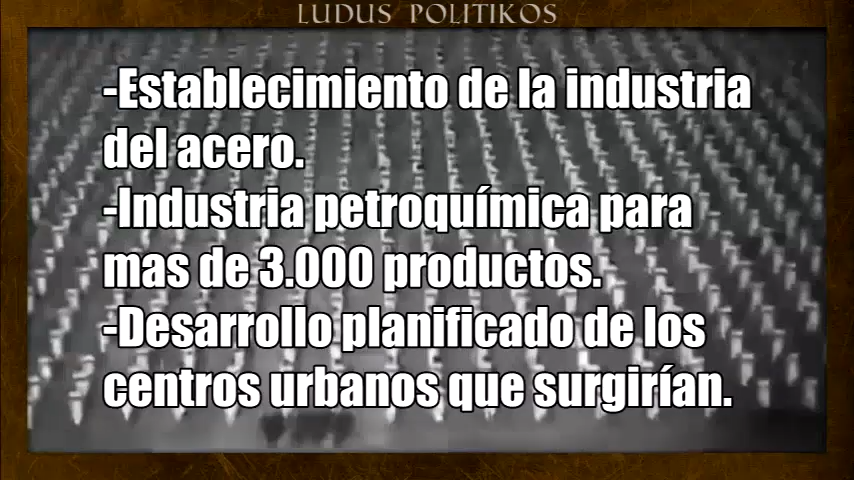 LUDUS POLITIKOS
-Establecimiento de la industria
del acero.
-Industria petroquímica para
mas de 3.000 productos.
-Desarrollo planificado de los
centros urbanos que surgirían.